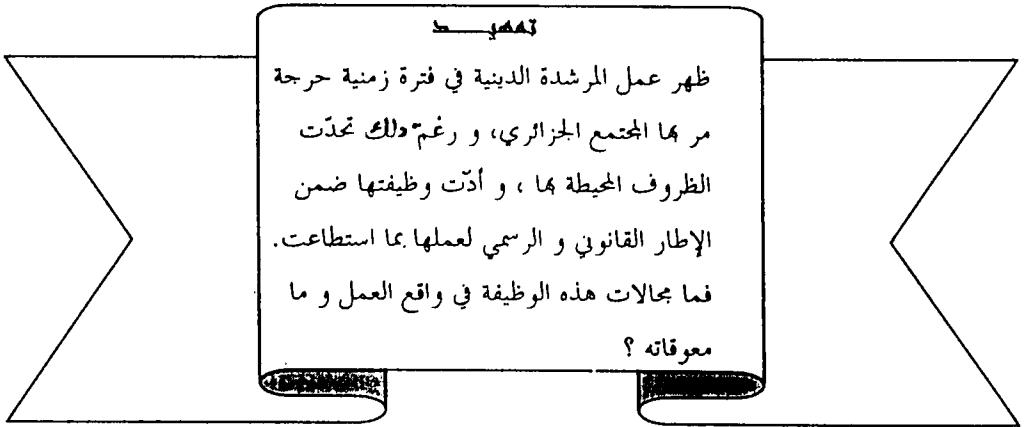 تمهيــــد
ظهر عمل المرشدة الدينية في فترة زمنية حرجة
مر بها المجتمع الجزائري، و رغم ذلك تحدّت
الظروف المحيطة بها ، و أدّت وظيفتها ضمن
الإطار القانوني و الرسمي لعملها بما استطاعت.
فما مجالات هذه الوظيفة في واقع العمل و ما
معوقاته ؟